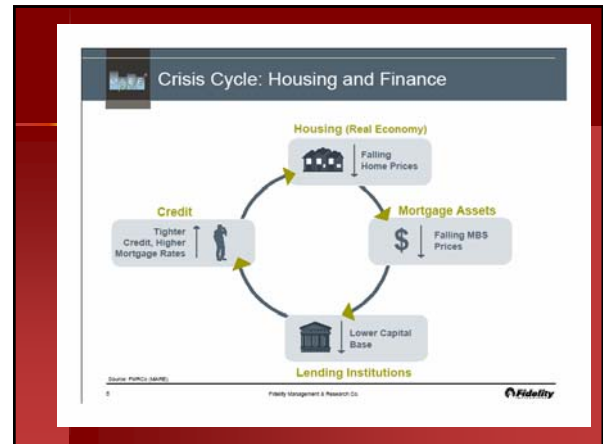 Crisis Cycle: Housing and Finance
Housing (Real Economy)
Falling
Home Prices
Mortgage Assets
$
Falling MBS
Prices
Lower Capital
Base
Lending Institutions
Credit
Tighter
Credit, Higher
Mortgage Rates
Source: FMRCo (MARE)
Fidelity Management & Research Co.
Fidelity